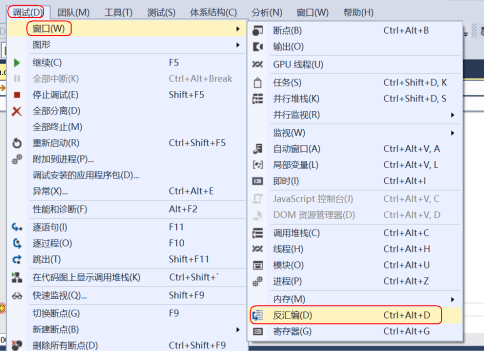 调试(D) 团队(M) 工具(T) 测试(S) 体系结构(C) 分析(N) 窗口(W) 帮助(H)
窗口(W)
图形
继续(C) F5
全部中断(K) Ctrl+Alt+Break
停止调试(E) Shift+F5
全部分离(D)
全部终止(M)
重新启动(R) Ctrl+Shift+F5
附加到进程(P)...
调试安装的应用程序包(D)...
异常(X)... Ctrl+Alt+E
性能和诊断(F) Alt+F2
逐语句(I) F11
逐过程(O) F10
跳出(T) Shift+F11
在代码图上显示调用堆栈(K) Ctrl+Shift+`
快速监视(Q)... Shift+F9
切换断点(G) F9
新建断点(B)
删除所有断点(D) Ctrl+Shift+F9
断点(B) Ctrl+Alt+B
输出(O)
GPU 线程(U)
任务(S) Ctrl+Shift+D, K
并行堆栈(K) Ctrl+Shift+D, S
并行监视(R)
监视(W)
自动窗口(A) Ctrl+Alt+V, A
局部变量(L) Ctrl+Alt+V, L
即时(I) Ctrl+Alt+I
JavaScript 控制台(J) Ctrl+Alt+V, C
DOM 资源管理器(D) Ctrl+Alt+V, D
调用堆栈(C) Ctrl+Alt+C
线程(H) Ctrl+Alt+H
模块(O) Ctrl+Alt+U
进程(P) Ctrl+Alt+Z
内存(M)
反汇编(D) Ctrl+Alt+D
寄存器(G) Ctrl+Alt+G